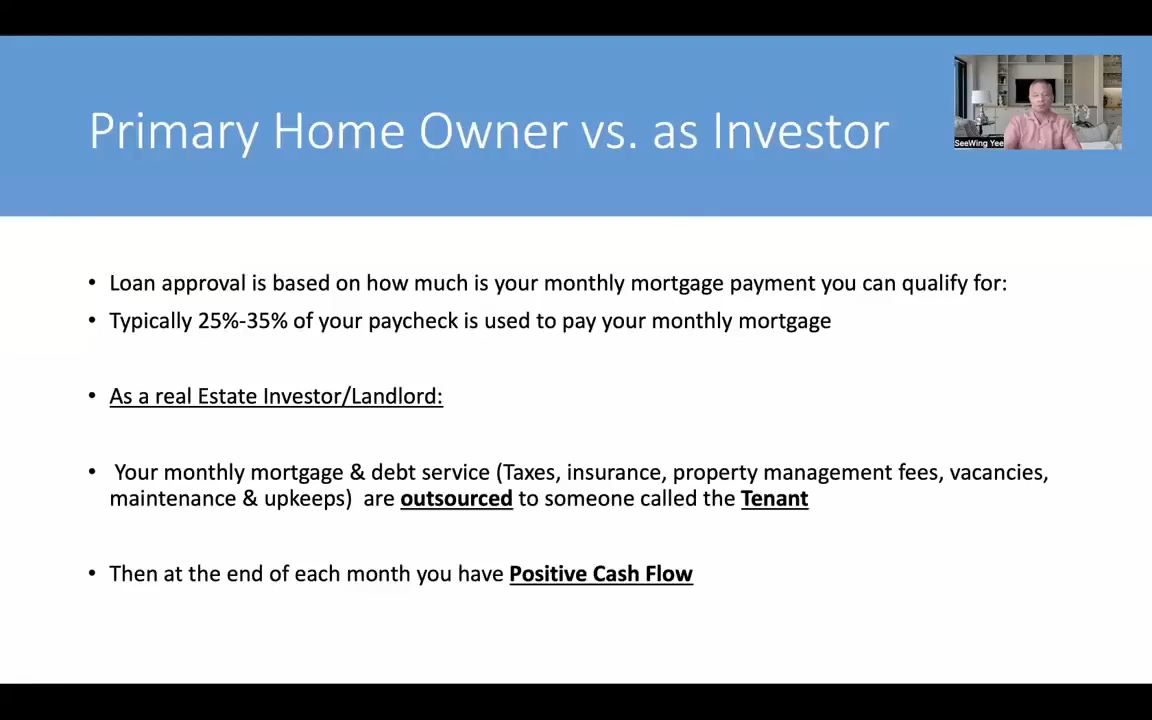 Primary Home Owner vs. as Investor
SeeWing Yee
• Loan approval is based on how much is your monthly mortgage payment you can qualify for:
• Typically 25%-35% of your paycheck is used to pay your monthly mortgage
• As a real Estate Investor/Landlord:
• Your monthly mortgage & debt service (Taxes, insurance, property management fees, vacancies,
maintenance & upkeeps) are outsourced to someone called the Tenant
• Then at the end of each month you have Positive Cash Flow